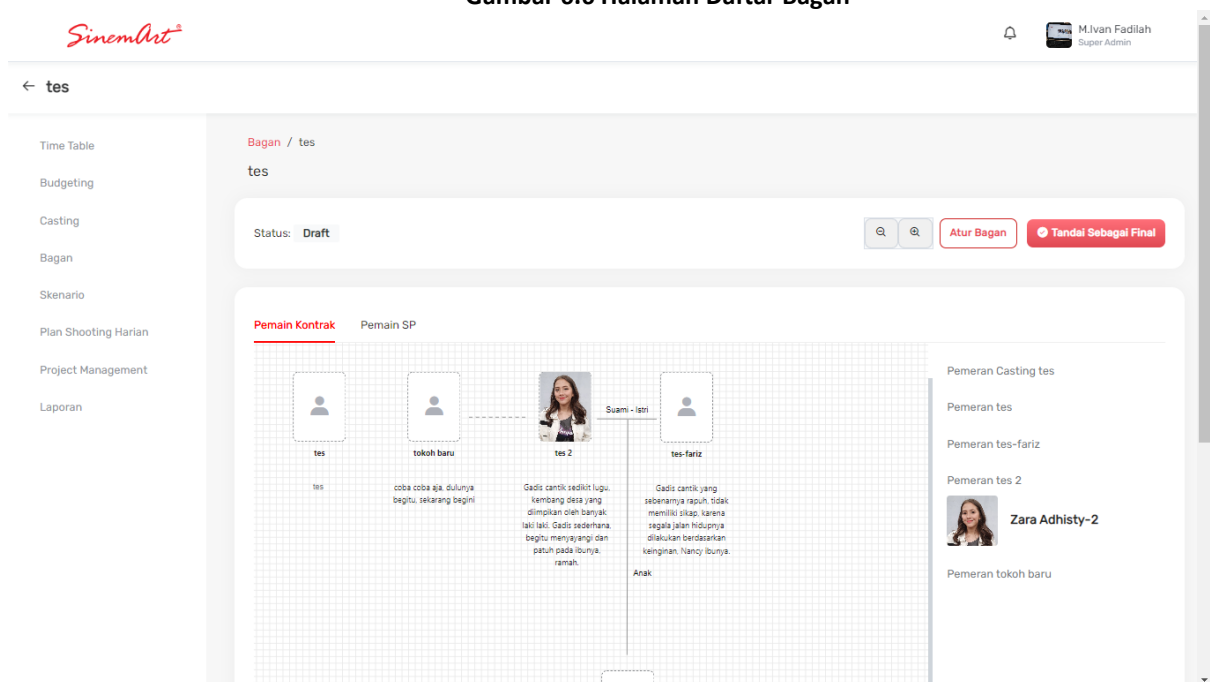 Gambar 6.6 Halaman Daftar Bagan
SinemArt
M.Ivan Fadilah
Super Admin
← tes
Time Table
Budgeting
Casting
Bagan
Skenario
Plan Shooting Harian
Project Management
Laporan
Bagan / tes
tes
Status: Draft
Atur Bagan
Tandai Sebagai Final
Pemain Kontrak
Pemain SP
Suami - Istri
tes
tokoh baru
tes 2
tes-fariz
tes
coba coba aja, dulunya
begitu, sekarang begini
Gadis cantik sedikit lugu,
kembang desa yang
diimpikan oleh banyak
laki laki. Gadis sederhana,
begitu menyayangi dan
patuh pada ibunya,
ramah.
Gadis cantik yang
sebenarnya rapuh, tidak
memiliki sikap, karena
segala jalan hidupnya
dilakukan berdasarkan
keinginan, Nancy ibunya.
Anak
Pemeran Casting tes
Pemeran tes
Pemeran tes-fariz
Pemeran tes 2
Zara Adhisty-2
Pemeran tokoh baru